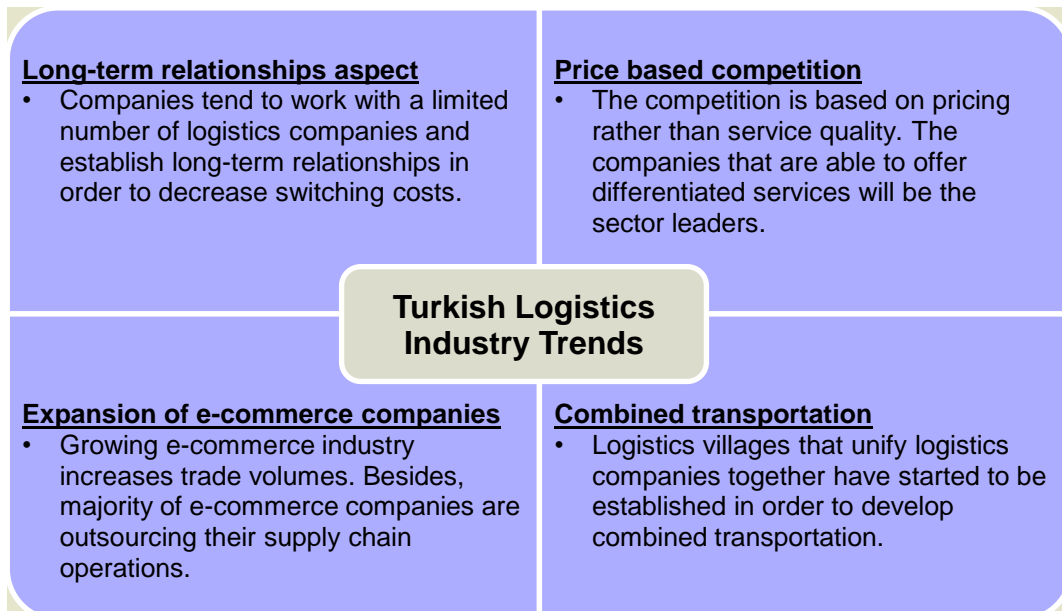 Long-term relationships aspect
• Companies tend to work with a limited
number of logistics companies and
establish long-term relationships in
order to decrease switching costs.
Price based competition
• The competition is based on pricing
rather than service quality. The
companies that are able to offer
differentiated services will be the
sector leaders.
Turkish Logistics
Industry Trends
Expansion of e-commerce companies
• Growing e-commerce industry
increases trade volumes. Besides,
majority of e-commerce companies are
outsourcing their supply chain
operations.
Combined transportation
• Logistics villages that unify logistics
companies together have started to be
established in order to develop
combined transportation.